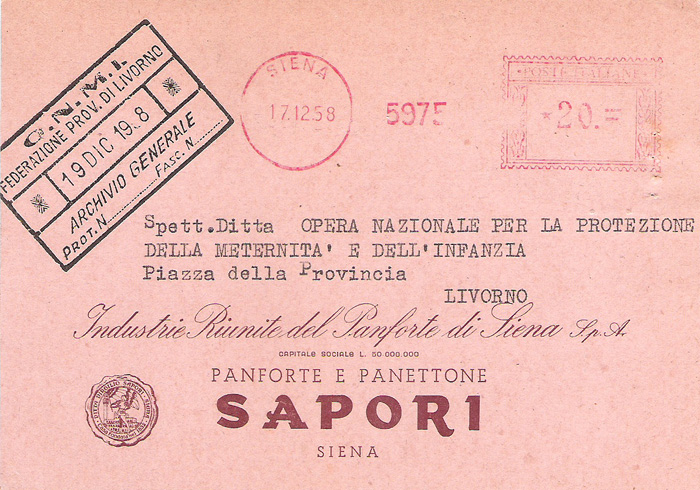 O.N.M.I.
FEDERAZIONE PROV. DI LIVORNO
19 DIC 19 8
ARCHIVIO GENERALE
PROT. N. FASC. N.
SIENA
17.12.58
5975
POSTE ITALIANE
*20.=
Spett.Ditta OPERA NAZIONALE PER LA PROTEZIONE
DELLA METERNITA' E DELL'INFANZIA
Piazza della Provincia
LIVORNO
Industrie Riunite del Panforte di Siena S.p.A.
CAPITALE SOCIALE L. 50.000.000
PANFORTE E PANETTONE
SAPORI
SIENA